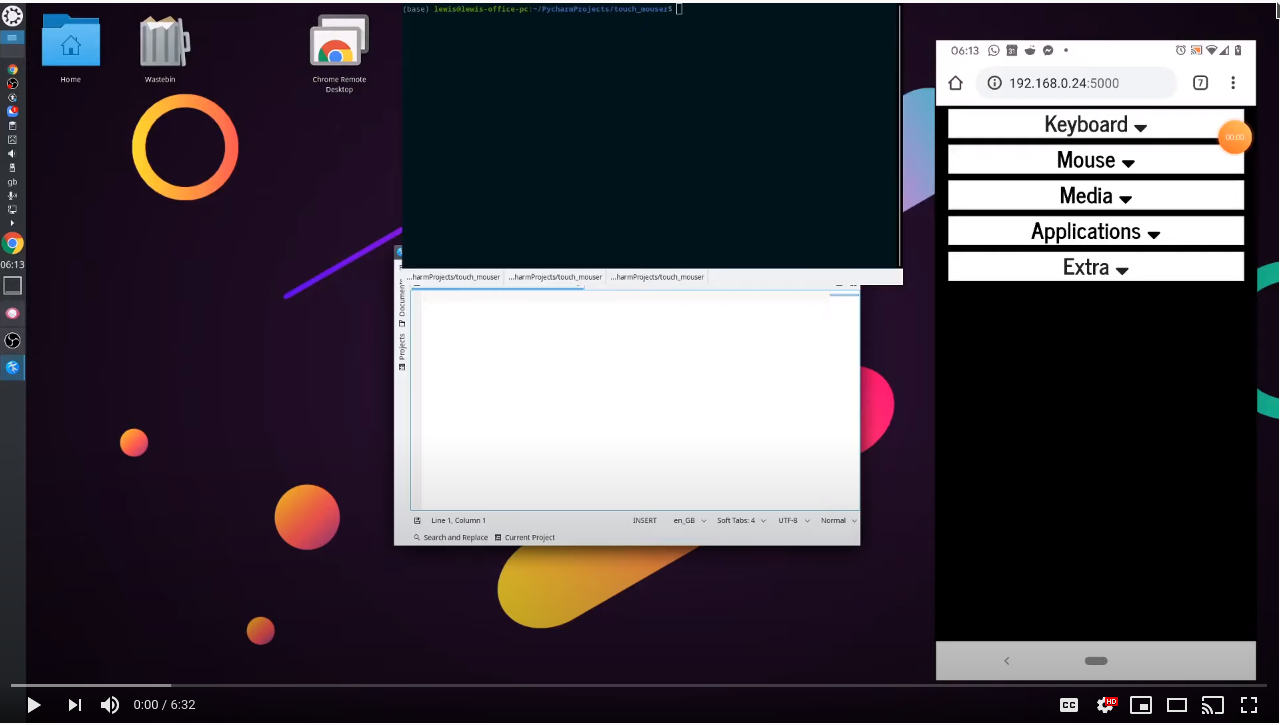 (base) lewis@lewis-office-pc:~/PycharmProjects/touch_mouser$
Home
Wastebin
Chrome Remote
Desktop
gb
06:13
...harmProjects/touch_mouser
...harmProjects/touch_mouser
...harmProjects/touch_mouser
Projects
Line 1, Column 1
INSERT
en_GB
Soft Tabs: 4
UTF-8
Normal
Search and Replace
Current Project
06:13
31
192.168.0.24:5000
7
Keyboard
00:00
Mouse
Media
Applications
Extra
0:00 / 6:32
CC
HD